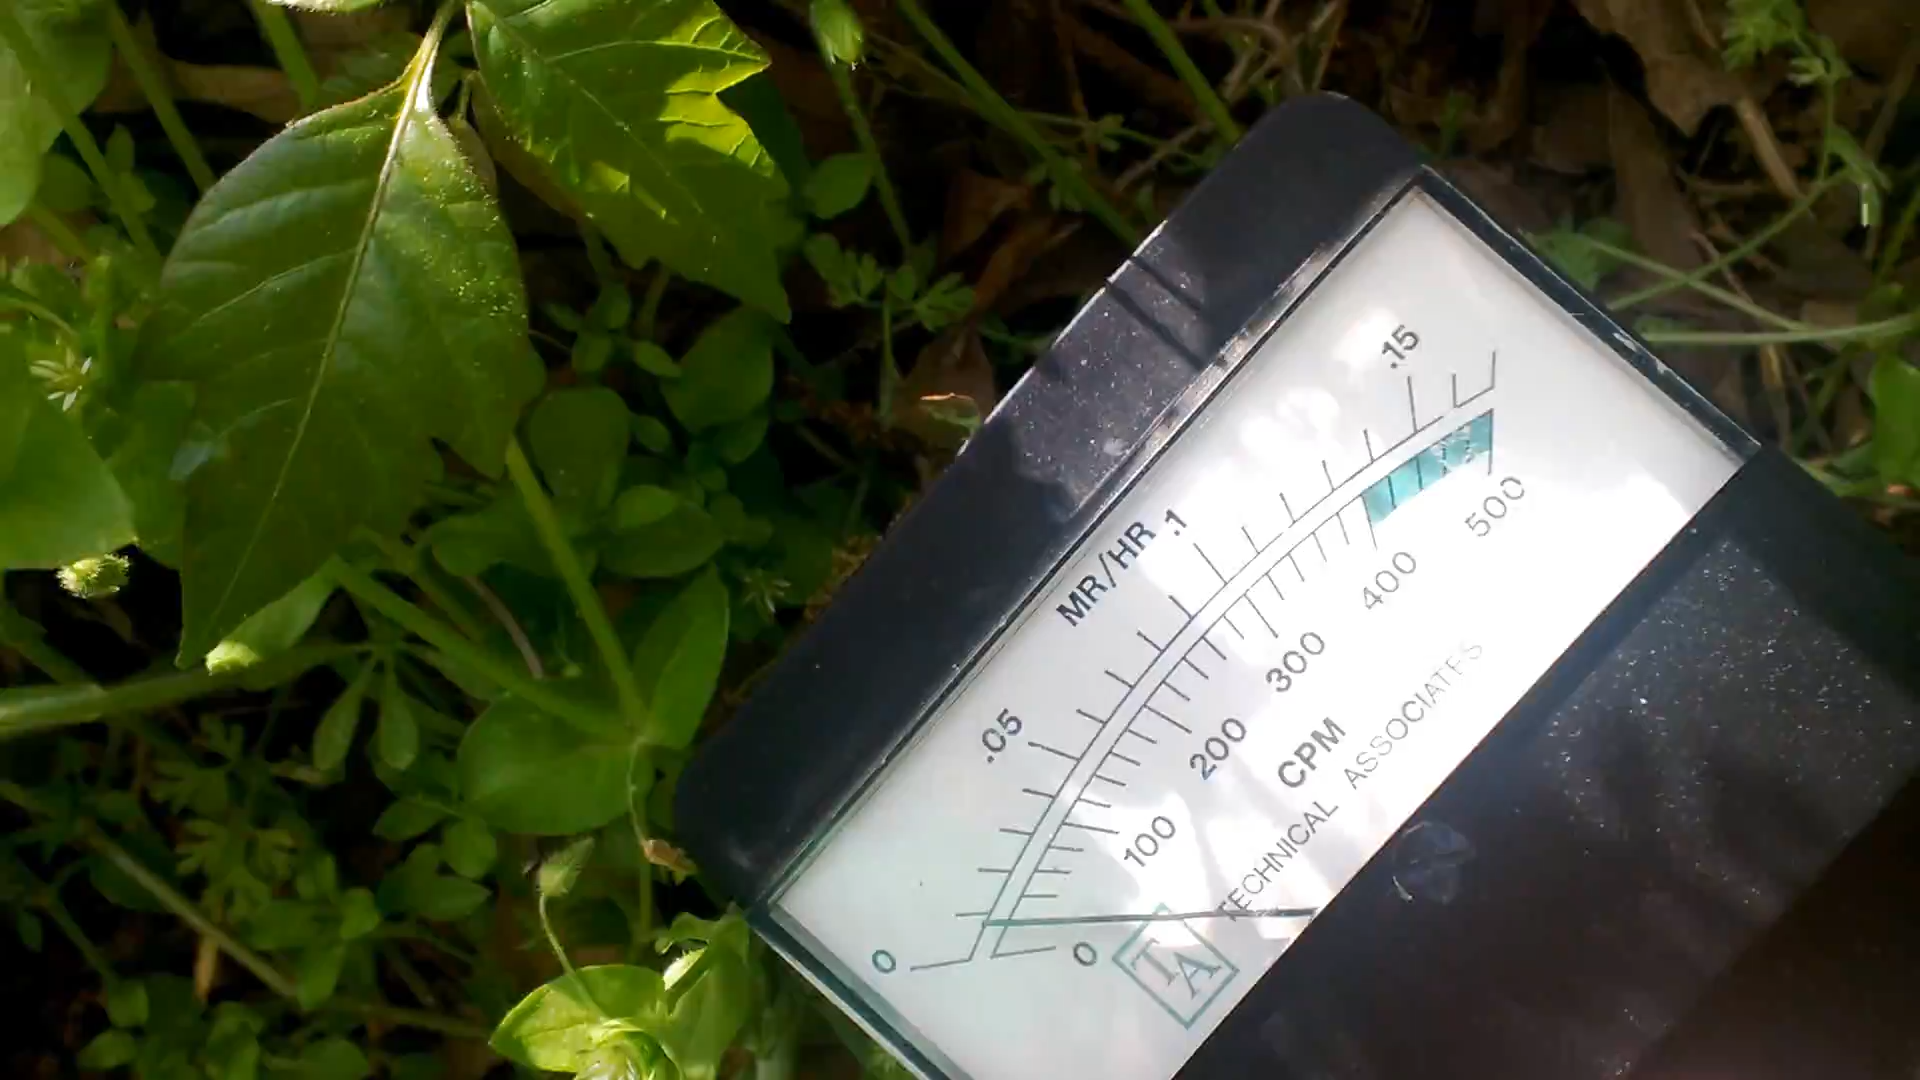 MR/HR
0 .05 .1 .15
0 100 200 300 400 500
CPM
TECHNICAL ASSOCIATES
TA